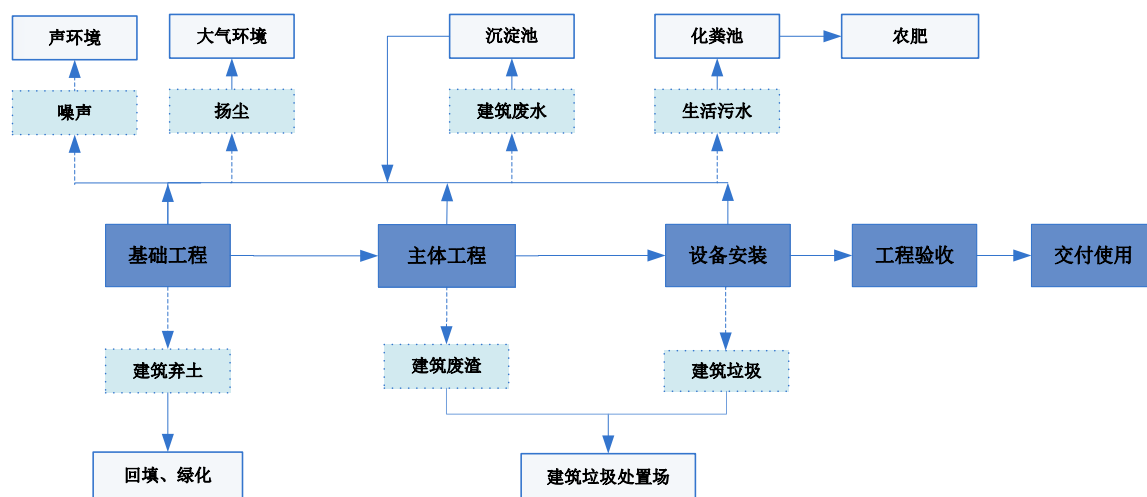 声环境
大气环境
沉淀池
化粪池
农肥
噪声
扬尘
建筑废水
生活污水
基础工程
主体工程
设备安装
工程验收
交付使用
建筑弃土
建筑废渣
建筑垃圾
回填、绿化
建筑垃圾处置场